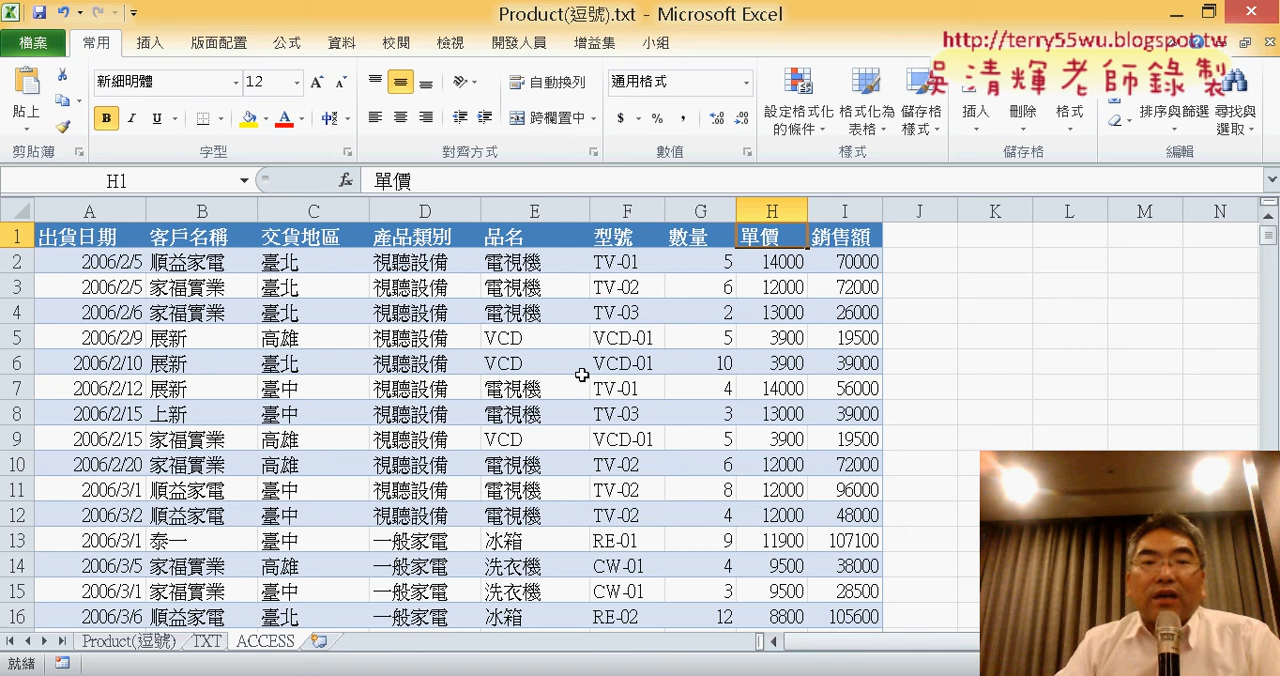 Product(逗號).txt - Microsoft Excel
http://terry55wu.blogspot.tw
吳清輝老師錄製
檔案 常用 插入 版面配置 公式 資料 校閱 檢視 開發人員 增益集 小組
貼上
新細明體 12
B I U
自動換列
跨欄置中
通用格式
$ % ,
設定格式化的條件
格式化為表格
儲存格樣式
插入 刪除 格式
排序與篩選
尋找與選取
剪貼簿 字型 對齊方式 數值 樣式 儲存格 編輯
H1 fx 單價
A B C D E F G H I J K L M N
1 出貨日期 客戶名稱 交貨地區 產品類別 品名 型號 數量 單價 銷售額
2 2006/2/5 順益家電 臺北 視聽設備 電視機 TV-01 5 14000 70000
3 2006/2/5 家福實業 臺北 視聽設備 電視機 TV-02 6 12000 72000
4 2006/2/6 家福實業 臺北 視聽設備 電視機 TV-03 2 13000 26000
5 2006/2/9 展新 高雄 視聽設備 VCD VCD-01 5 3900 19500
6 2006/2/10 展新 臺北 視聽設備 VCD VCD-01 10 3900 39000
7 2006/2/12 展新 臺中 視聽設備 電視機 TV-01 4 14000 56000
8 2006/2/15 上新 臺中 視聽設備 電視機 TV-03 3 13000 39000
9 2006/2/15 家福實業 高雄 視聽設備 VCD VCD-01 5 3900 19500
10 2006/2/20 家福實業 高雄 視聽設備 電視機 TV-02 6 12000 72000
11 2006/3/1 順益家電 臺中 視聽設備 電視機 TV-02 8 12000 96000
12 2006/3/2 順益家電 臺中 視聽設備 電視機 TV-02 4 12000 48000
13 2006/3/1 泰一 臺中 一般家電 冰箱 RE-01 9 11900 107100
14 2006/3/5 家福實業 高雄 一般家電 洗衣機 CW-01 4 9500 38000
15 2006/3/1 家福實業 臺中 一般家電 洗衣機 CW-01 3 9500 28500
16 2006/3/6 順益家電 臺北 一般家電 冰箱 RE-02 12 8800 105600
Product(逗號) TXT ACCESS
就緒